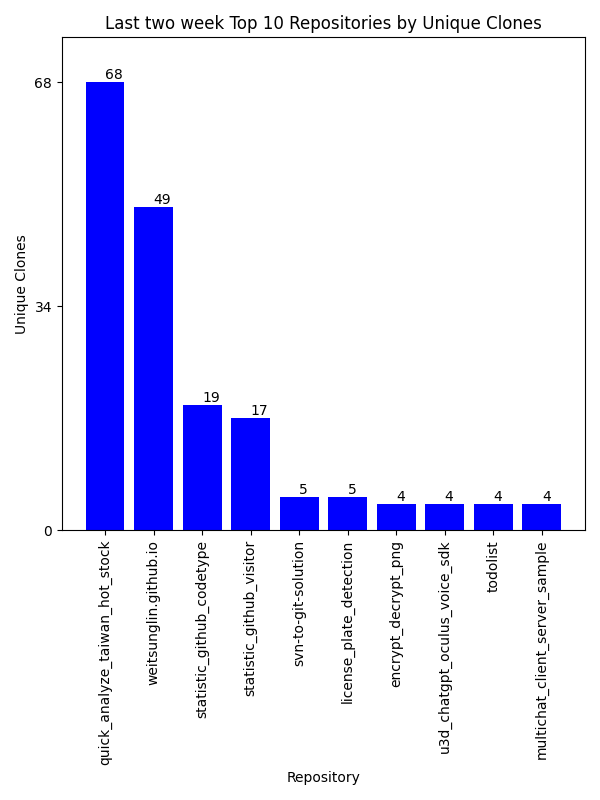 Last two week Top 10 Repositories by Unique Clones
Unique Clones
68
34
0
68
49
19
17
5
5
4
4
4
4
quick_analyze_taiwan_hot_stock
weitsunglin.github.io
statistic_github_codetype
statistic_github_visitor
svn-to-git-solution
license_plate_detection
encrypt_decrypt_png
u3d_chatgpt_oculus_voice_sdk
todolist
multichat_client_server_sample
Repository